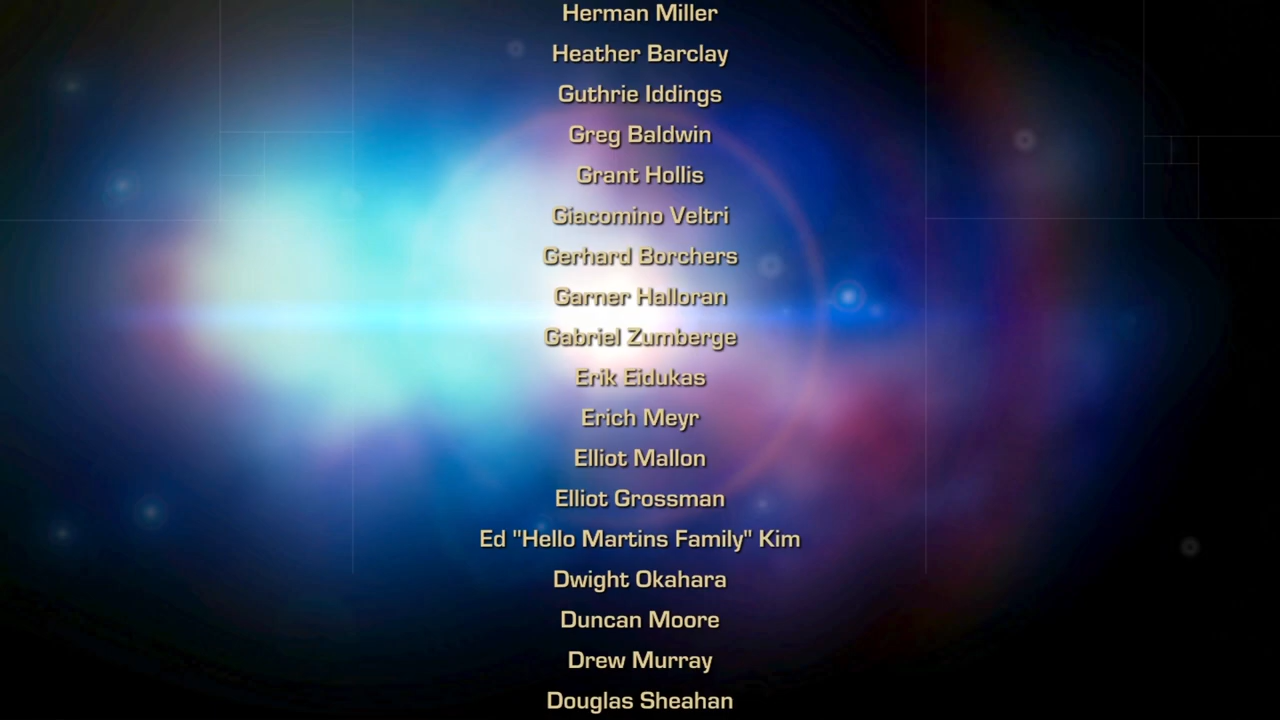 Herman Miller
Heather Barclay
Guthrie Iddings
Greg Baldwin
Grant Hollis
Giacomino Veltri
Gerhard Borchers
Garner Halloran
Gabriel Zumberge
Erik Eidukas
Erich Meyr
Elliot Mallon
Elliot Grossman
Ed "Hello Martins Family" Kim
Dwight Okahara
Duncan Moore
Drew Murray
Douglas Sheahan